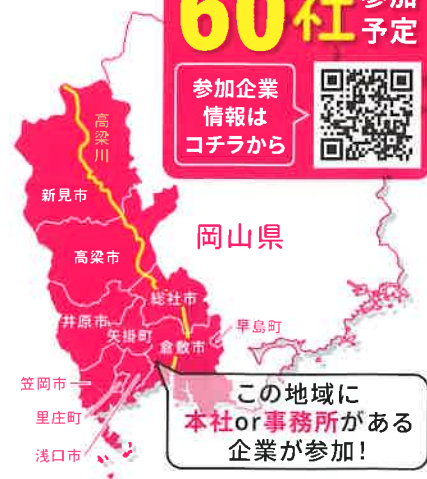 60社 参加
予定
参加企業
情報は
コチラから
高梁川
新見市
岡山県
高梁市
総社市
井原市
矢掛町
早島町
倉敷市
笠岡市
里庄町
浅口市
この地域に
本社or事務所がある
企業が参加!